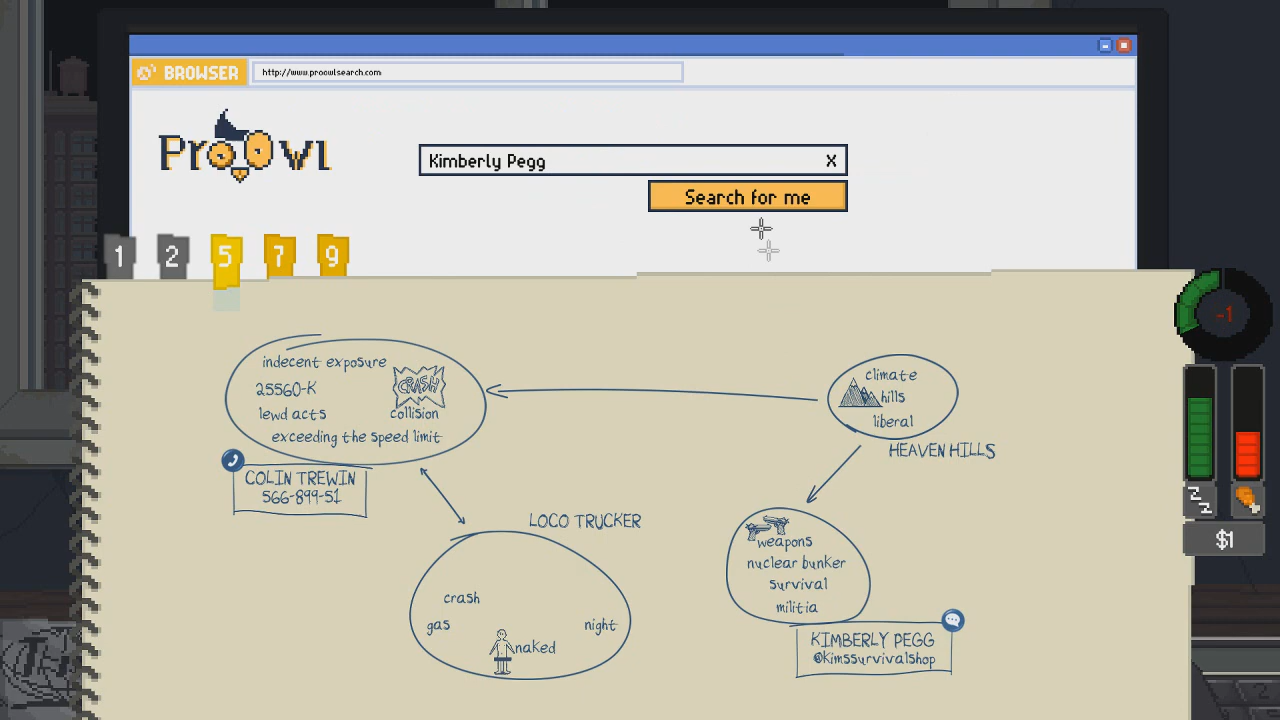 BROWSER
http://www.proowlsearch.com
PrOOwl
Kimberly Pegg
X
Search for me
1
2
5
7
9
-1
indecent exposure
25560-K
CRASH
lewd acts
collision
exceeding the speed limit
COLIN TREWIN
566-899-51
climate
hills
liberal
HEAVEN HILLS
LOCO TRUCKER
crash
gas
night
naked
weapons
nuclear bunker
survival
militia
KIMBERLY PEGG
@kimssurvivalshop
$1